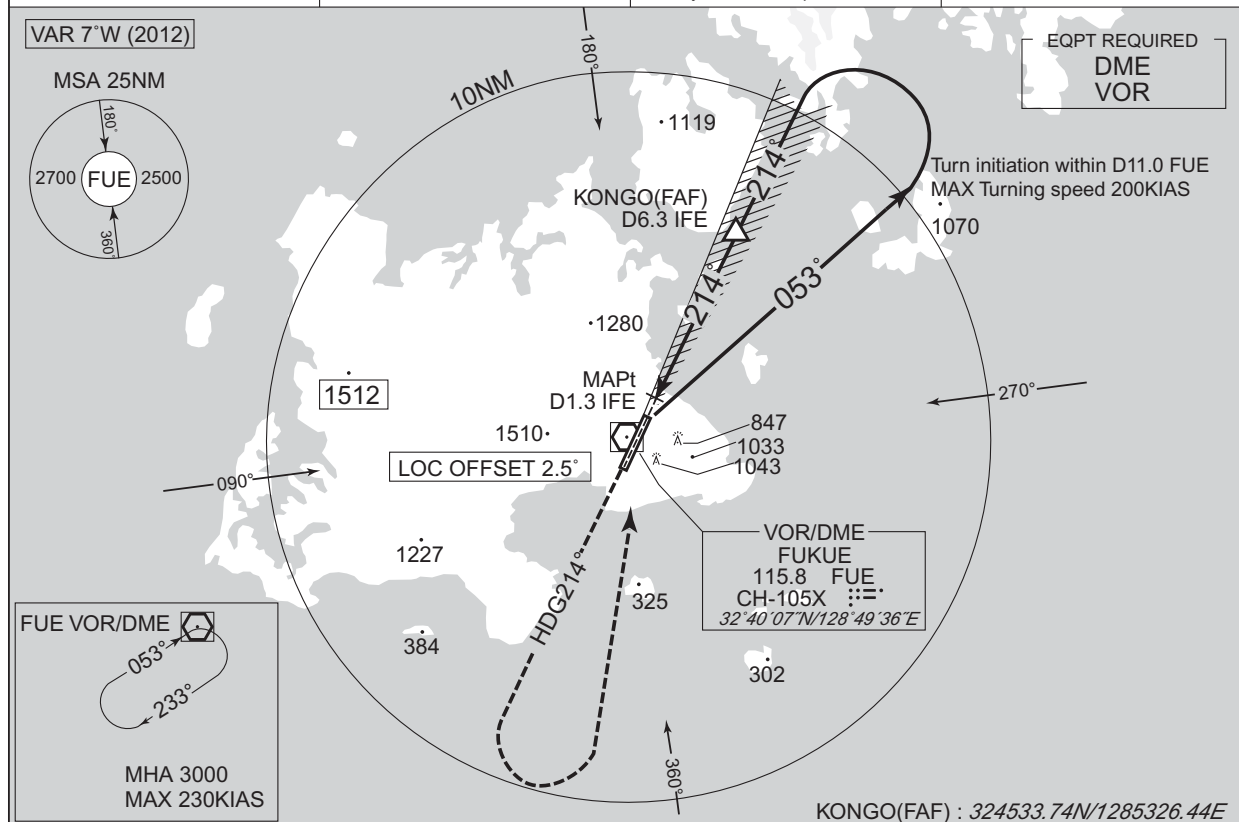 VAR 7°W (2012)
MSA 25NM
180°
2700 FUE 2500
360°
180°
10NM
EQPT REQUIRED
DME
VOR
1119
214°
Turn initiation within D11.0 FUE
MAX Turning speed 200KIAS
KONGO(FAF)
D6.3 IFE
1070
214°
053°
1280
1512
MAPt
D1.3 IFE
270°
1510
847
1033
1043
LOC OFFSET 2.5°
090°
VOR/DME
FUKUE
115.8 FUE
CH-105X
32°40′07″N/128°49′36″E
1227
HDG214°
325
384
302
FUE VOR/DME
053°
233°
MHA 3000
MAX 230KIAS
360°
KONGO(FAF) : 324533.74N/1285326.44E